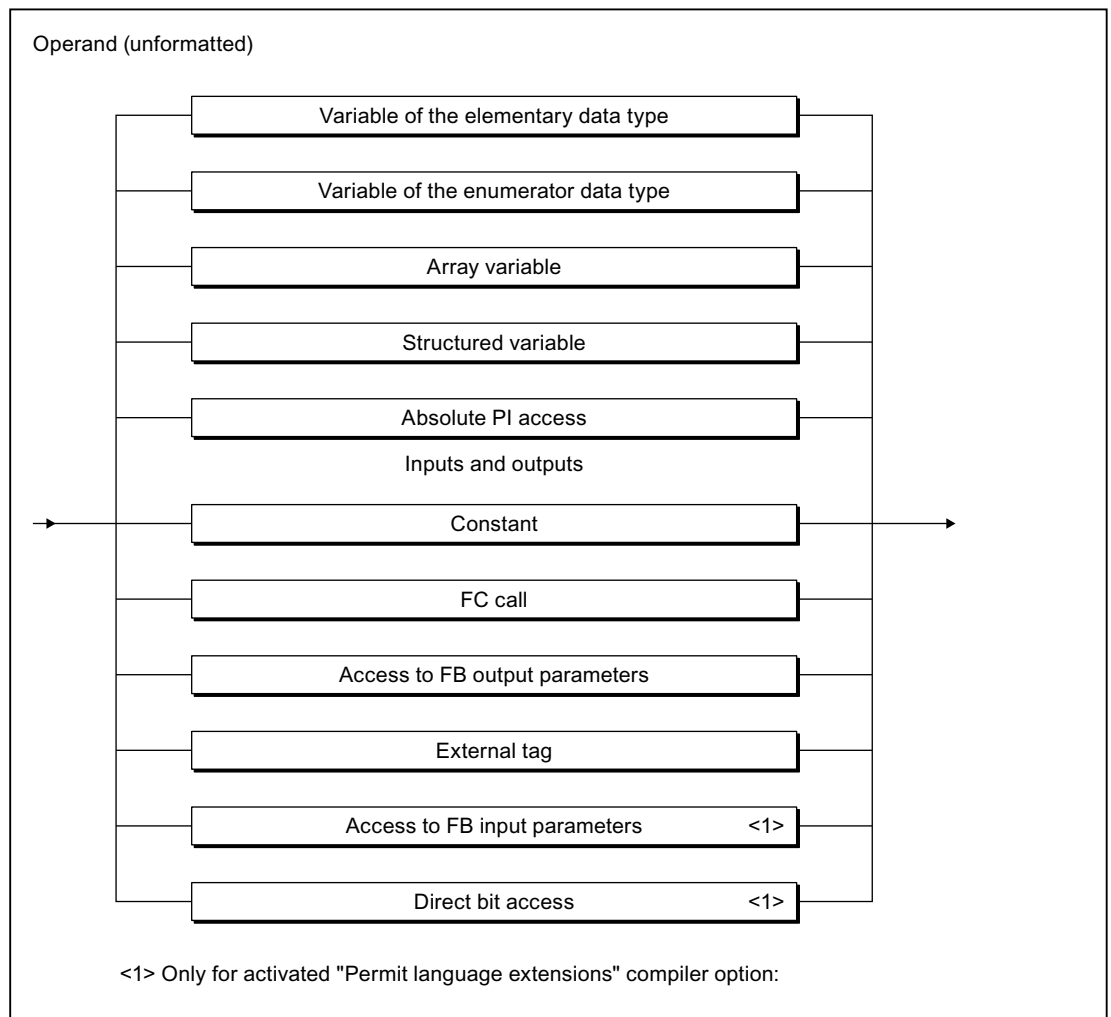 Operand (unformatted)
Variable of the elementary data type
Variable of the enumerator data type
Array variable
Structured variable
Absolute PI access
Inputs and outputs
Constant
FC call
Access to FB output parameters
External tag
Access to FB input parameters <1>
Direct bit access <1>
<1> Only for activated "Permit language extensions" compiler option: